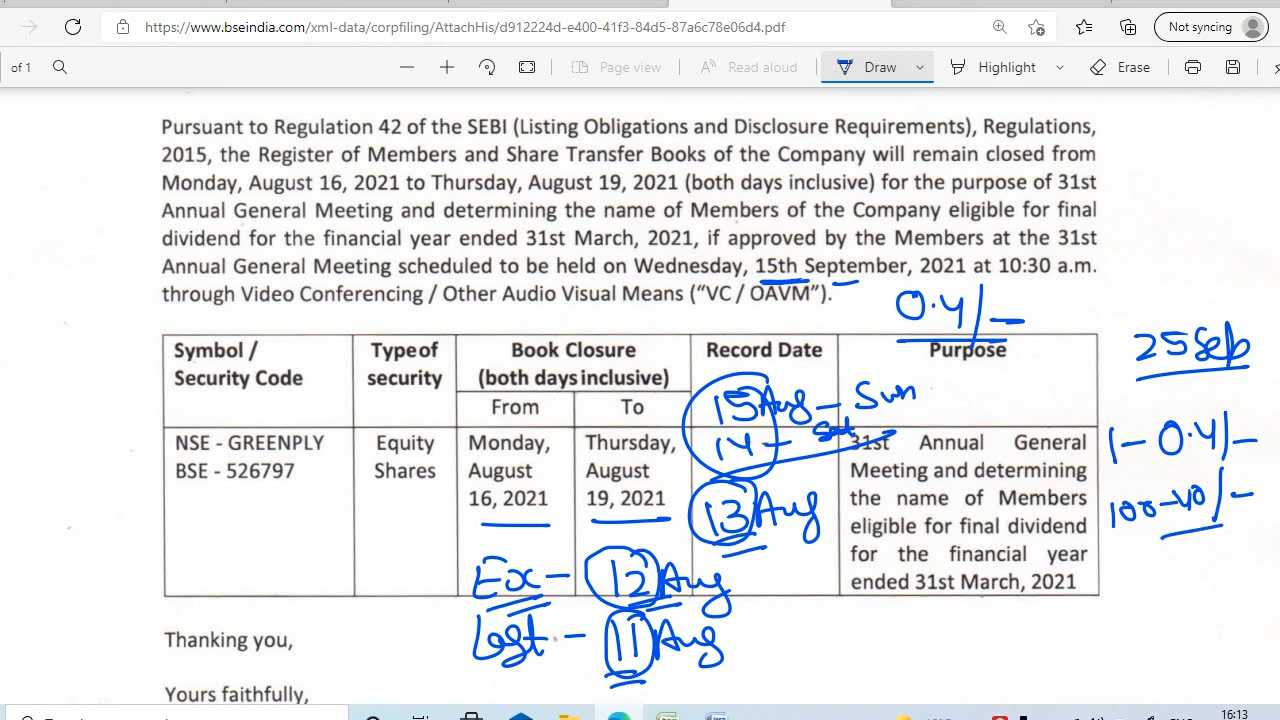 https://www.bseindia.com/xml-data/corpfiling/AttachHis/d912224d-e400-41f3-84d5-87a6c78e06d4.pdf
Not syncing
of 1
Page view
Read aloud
Draw
Highlight
Erase
Pursuant to Regulation 42 of the SEBI (Listing Obligations and Disclosure Requirements), Regulations,
2015, the Register of Members and Share Transfer Books of the Company will remain closed from
Monday, August 16, 2021 to Thursday, August 19, 2021 (both days inclusive) for the purpose of 31st
Annual General Meeting and determining the name of Members of the Company eligible for final
dividend for the financial year ended 31st March, 2021, if approved by the Members at the 31st
Annual General Meeting scheduled to be held on Wednesday, 15th September, 2021 at 10:30 a.m.
through Video Conferencing / Other Audio Visual Means ("VC / OAVM").
0.4/-
Symbol /
Security Code
Type of
security
Book Closure
(both days inclusive)
From
To
Record Date
Purpose
NSE - GREENPLY
BSE - 526797
Equity
Shares
Monday,
August
16, 2021
Thursday,
August
19, 2021
15 Aug - Sun
14 - Sat
13 Aug
31st Annual General
Meeting and determining
the name of Members
eligible for final dividend
for the financial year
ended 31st March, 2021
25 Sep
1 - 0.4/-
100 - 40/-
Ex - 12 Aug
Last - 11 Aug
Thanking you,
Yours faithfully,
16:13